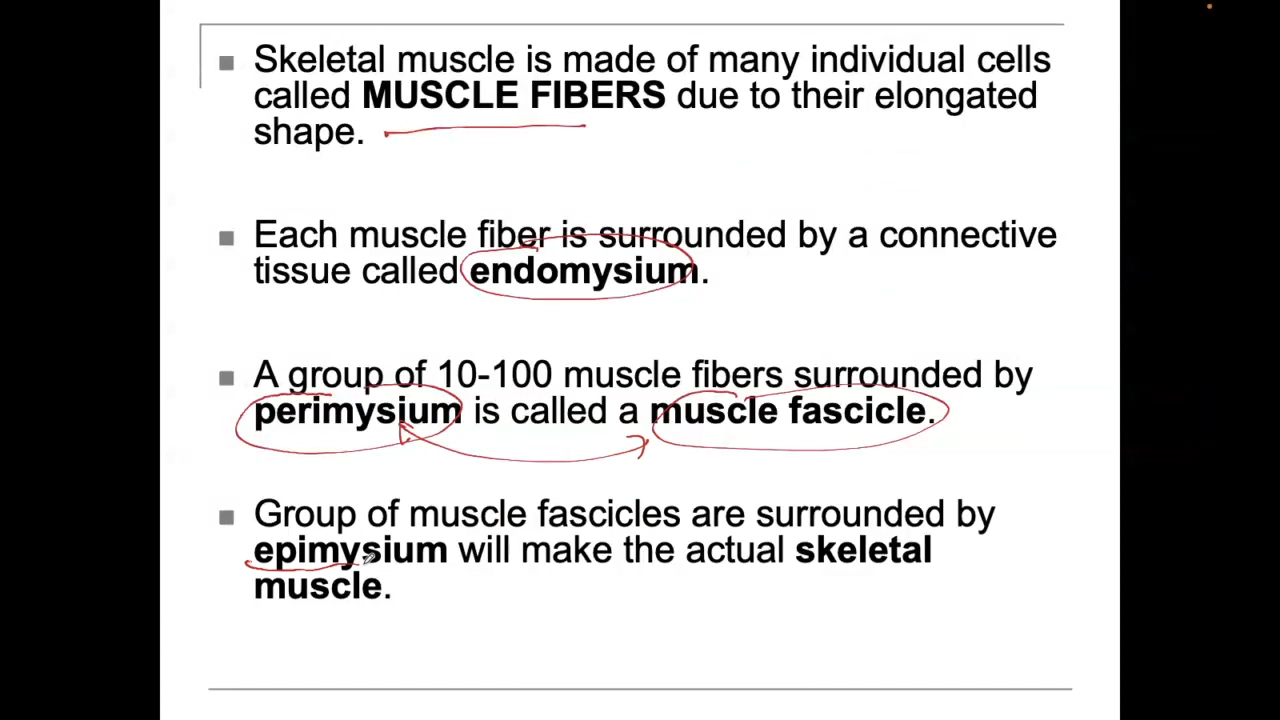 Skeletal muscle is made of many individual cells
called MUSCLE FIBERS due to their elongated
shape.
Each muscle fiber is surrounded by a connective
tissue called endomysium.
A group of 10-100 muscle fibers surrounded by
perimysium is called a muscle fascicle.
Group of muscle fascicles are surrounded by
epimysium will make the actual skeletal
muscle.